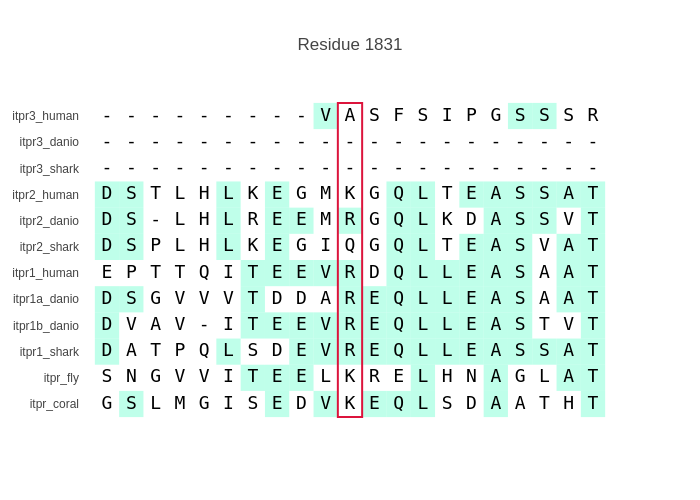 Residue 1831
itpr3_human - - - - - - - - - V A S F S I P G S S S R
itpr3_danio - - - - - - - - - - - - - - - - - - - - -
itpr3_shark - - - - - - - - - - - - - - - - - - - - -
itpr2_human D S T L H L K E G M K G Q L T E A S S A T
itpr2_danio D S - L H L R E E M R G Q L K D A S S V T
itpr2_shark D S P L H L K E G I Q G Q L T E A S V A T
itpr1_human E P T T Q I T E E V R D Q L L E A S A A T
itpr1a_danio D S G V V V T D D A R E Q L L E A S A A T
itpr1b_danio D V A V - I T E E V R E Q L L E A S T V T
itpr1_shark D A T P Q L S D E V R E Q L L E A S S A T
itpr_fly S N G V V I T E E L K R E L H N A G L A T
itpr_coral G S L M G I S E D V K E Q L S D A A T H T